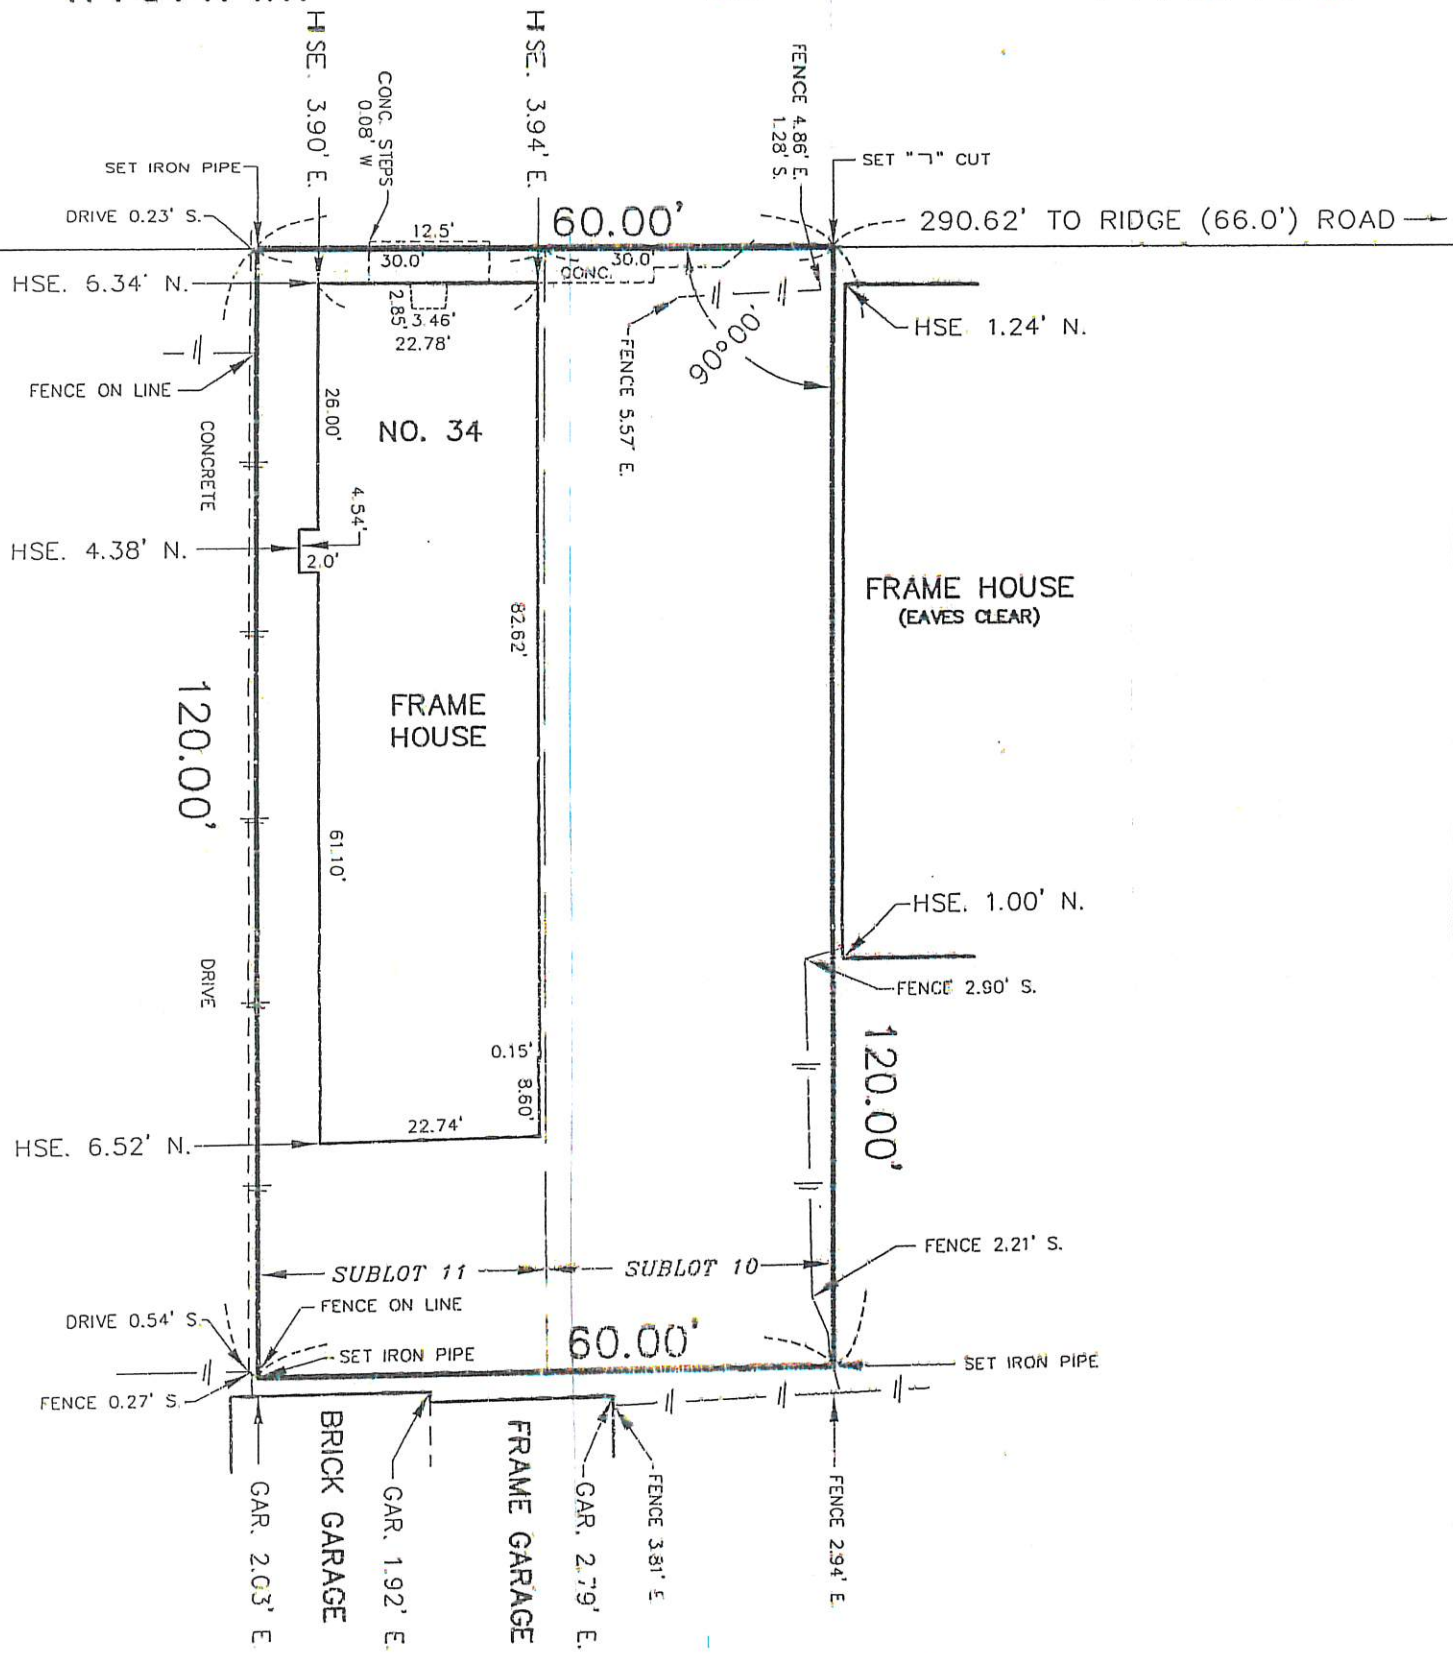 HSE. 3.90' E.
CONC. STEPS
0.08' W
HSE. 3.94' E.
FENCE 4.86' E.
1.28' S.
SET IRON PIPE
SET "ㄱ" CUT
DRIVE 0.23' S.
12.5'
60.00'
290.62' TO RIDGE (66.0') ROAD
30.0'
30.0'
CONC.
HSE. 6.34' N.
2.85'
3.46'
22.78'
90°00'
HSE. 1.24' N.
FENCE ON LINE
FENCE 5.57' E.
26.00'
NO. 34
CONCRETE
4.54'
HSE. 4.38' N.
2.0'
FRAME HOUSE
(EAVES CLEAR)
82.62'
120.00'
FRAME
HOUSE
61.10'
HSE. 1.00' N.
DRIVE
FENCE 2.90' S.
0.15'
8.60'
120.00'
22.74'
HSE. 6.52' N.
FENCE 2.21' S.
SUBLOT 11
SUBLOT 10
FENCE ON LINE
DRIVE 0.54' S.
60.00'
SET IRON PIPE
SET IRON PIPE
FENCE 0.27' S.
GAR. 2.03' E.
BRICK GARAGE
GAR. 1.92' E.
FRAME GARAGE
GAR. 2.79' E.
FENCE 3.81' E
FENCE 2.94' E.